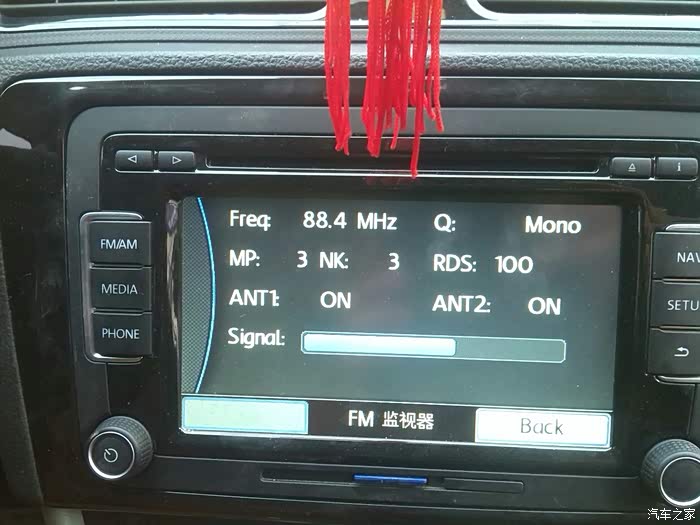 FM/AM
MEDIA
PHONE
Freq: 88.4 MHz Q: Mono
MP: 3 NK: 3 RDS: 100
ANT1: ON ANT2: ON
Signal:
FM 监视器 Back
i
NAV
SETU
汽车之家